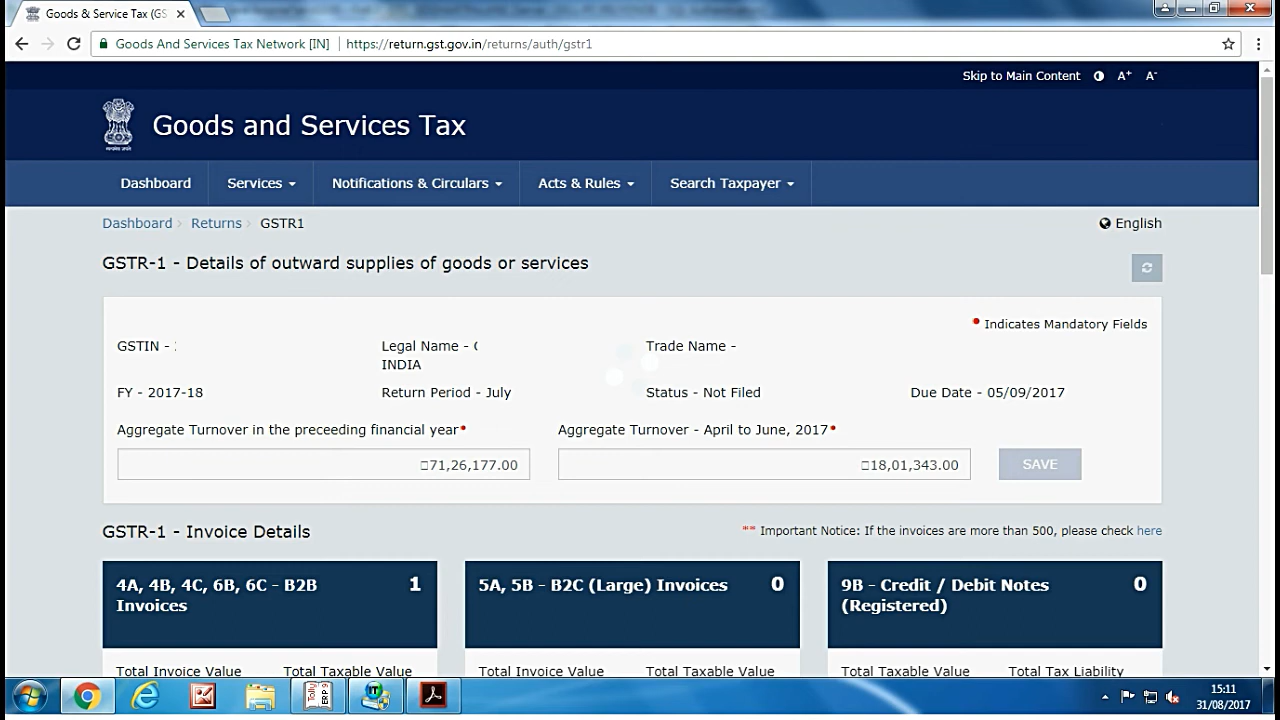 Goods & Service Tax (GS
Goods And Services Tax Network [IN] https://return.gst.gov.in/returns/auth/gstr1
Skip to Main Content A+ A-
Goods and Services Tax
Dashboard Services Notifications & Circulars Acts & Rules Search Taxpayer
Dashboard Returns GSTR1 English
GSTR-1 - Details of outward supplies of goods or services
• Indicates Mandatory Fields
GSTIN - Legal Name - Trade Name -
INDIA
FY - 2017-18 Return Period - July Status - Not Filed Due Date - 05/09/2017
Aggregate Turnover in the preceeding financial year• Aggregate Turnover - April to June, 2017•
71,26,177.00 18,01,343.00 SAVE
GSTR-1 - Invoice Details ** Important Notice: If the invoices are more than 500, please check here
4A, 4B, 4C, 6B, 6C - B2B 1 5A, 5B - B2C (Large) Invoices 0 9B - Credit / Debit Notes 0
Invoices (Registered)
Total Invoice Value Total Taxable Value Total Invoice Value Total Taxable Value Total Taxable Value Total Tax Liability
15:11
31/08/2017